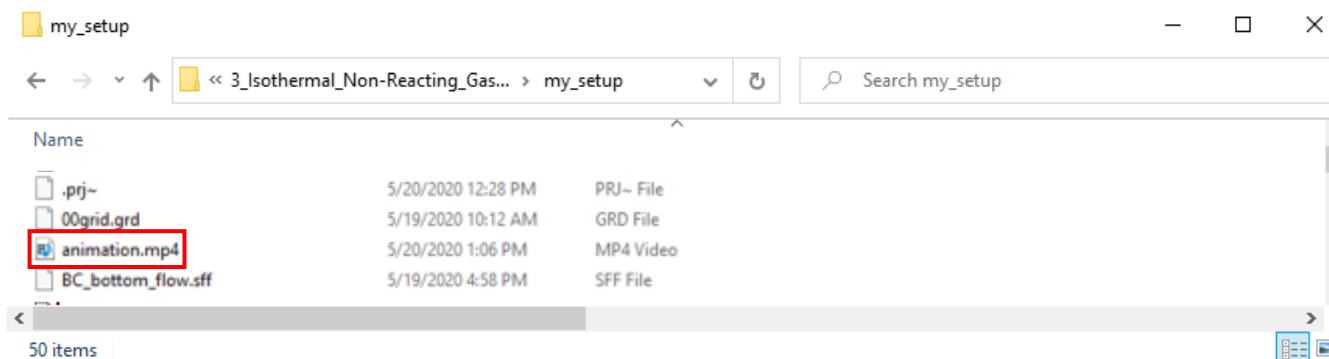 my_setup
« 3_Isothermal_Non-Reacting_Gas... > my_setup
Search my_setup
Name
.prj~ 5/20/2020 12:28 PM PRJ~ File
00grid.grd 5/19/2020 10:12 AM GRD File
animation.mp4 5/20/2020 1:06 PM MP4 Video
BC_bottom_flow.sff 5/19/2020 4:58 PM SFF File
50 items